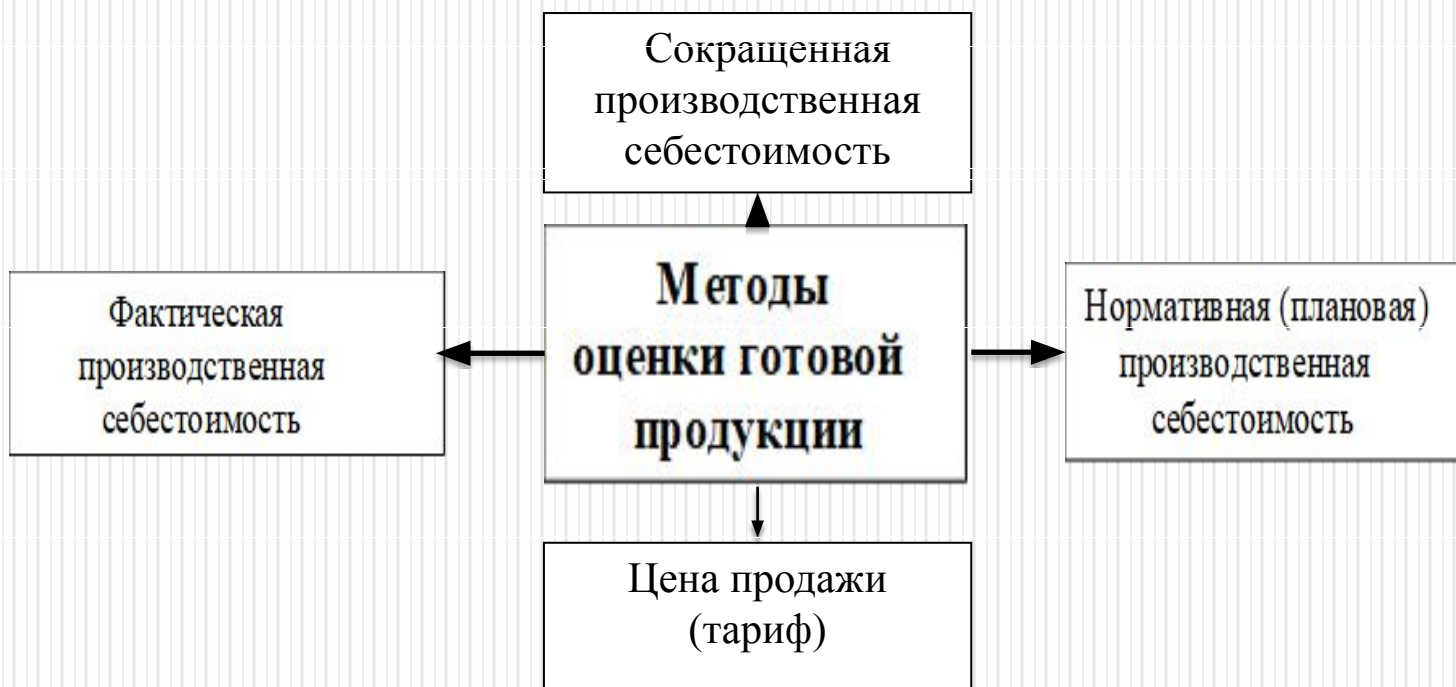 Сокращенная
производственная
себестоимость
Фактическая
производственная
себестоимость
Методы
оценки готовой
продукции
Нормативная (плановая)
производственная
себестоимость
Цена продажи
(тариф)